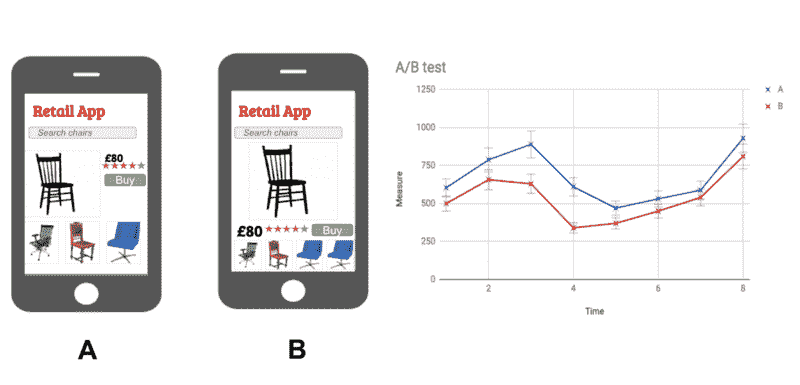 Retail App
Search chairs
£80
Buy
A
Retail App
Search chairs
£80
Buy
B
A/B test
A
B
1250
1000
750
500
250
0
Measure
2
4
6
8
Time